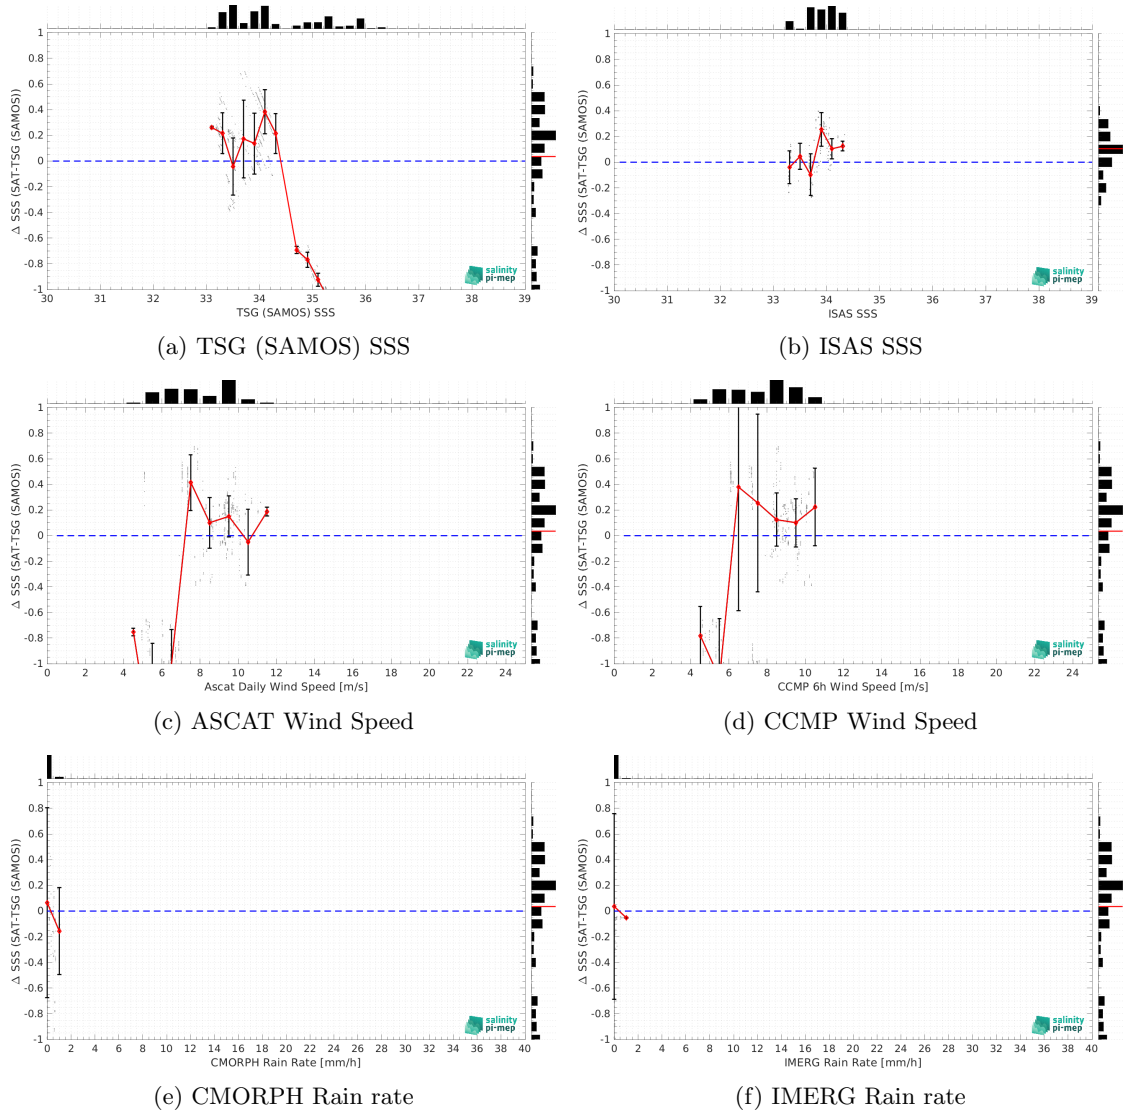 1
0.8
0.6
0.4
0.2
0
-0.2
-0.4
-0.6
-0.8
-1
Δ SSS (SAT-TSG (SAMOS))
30 31 32 33 34 35 36 37 38 39
TSG (SAMOS) SSS
salinity
pi-mep
(a) TSG (SAMOS) SSS
1
0.8
0.6
0.4
0.2
0
-0.2
-0.4
-0.6
-0.8
-1
Δ SSS (SAT-TSG (SAMOS))
30 31 32 33 34 35 36 37 38 39
ISAS SSS
salinity
pi-mep
(b) ISAS SSS
1
0.8
0.6
0.4
0.2
0
-0.2
-0.4
-0.6
-0.8
-1
Δ SSS (SAT-TSG (SAMOS))
0 2 4 6 8 10 12 14 16 18 20 22 24
Ascat Daily Wind Speed [m/s]
salinity
pi-mep
(c) ASCAT Wind Speed
1
0.8
0.6
0.4
0.2
0
-0.2
-0.4
-0.6
-0.8
-1
Δ SSS (SAT-TSG (SAMOS))
0 2 4 6 8 10 12 14 16 18 20 22 24
CCMP 6h Wind Speed [m/s]
salinity
pi-mep
(d) CCMP Wind Speed
1
0.8
0.6
0.4
0.2
0
-0.2
-0.4
-0.6
-0.8
-1
Δ SSS (SAT-TSG (SAMOS))
0 2 4 6 8 10 12 14 16 18 20 22 24 26 28 30 32 34 36 38 40
CMORPH Rain Rate [mm/h]
salinity
pi-mep
(e) CMORPH Rain rate
1
0.8
0.6
0.4
0.2
0
-0.2
-0.4
-0.6
-0.8
-1
Δ SSS (SAT-TSG (SAMOS))
0 2 4 6 8 10 12 14 16 18 20 22 24 26 28 30 32 34 36 38 40
IMERG Rain Rate [mm/h]
salinity
pi-mep
(f) IMERG Rain rate